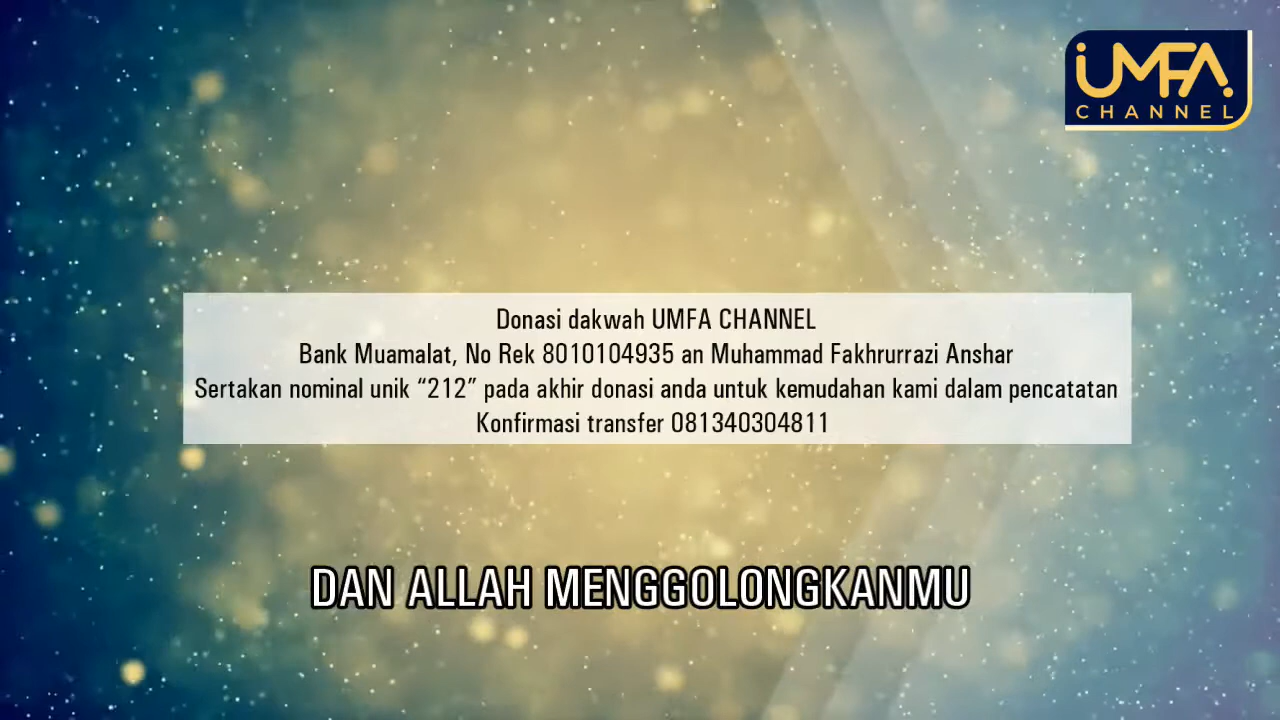 UMFA
CHANNEL
Donasi dakwah UMFA CHANNEL
Bank Muamalat, No Rek 8010104935 an Muhammad Fakhrurrazi Anshar
Sertakan nominal unik “212” pada akhir donasi anda untuk kemudahan kami dalam pencatatan
Konfirmasi transfer 081340304811
DAN ALLAH MENGGOLONGKANMU